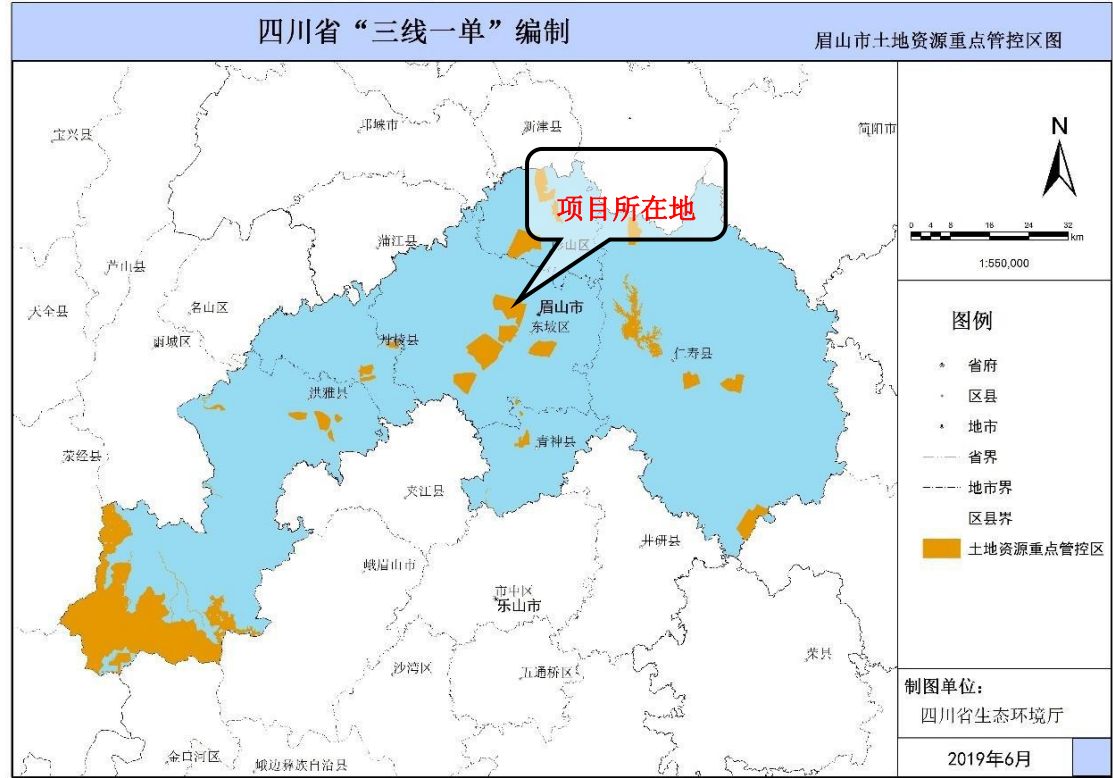 四川省“三线一单”编制
眉山市土地资源重点管控区图
宝兴县
邛崃市
新津县
简阳市
项目所在地
彭山区
蒲江县
芦山县
天全县
名山区
雨城区
眉山市
东坡区
丹棱县
仁寿县
洪雅县
青神县
荥经县
夹江县
井研县
峨眉山市
市中区
乐山市
沙湾区
五通桥区
荣县
金口河区
峨边彝族自治县
N
0 4 8 16 24 32
km
1:550,000
图例
省府
区县
地市
省界
地市界
区县界
土地资源重点管控区
制图单位：
四川省生态环境厅
2019年6月